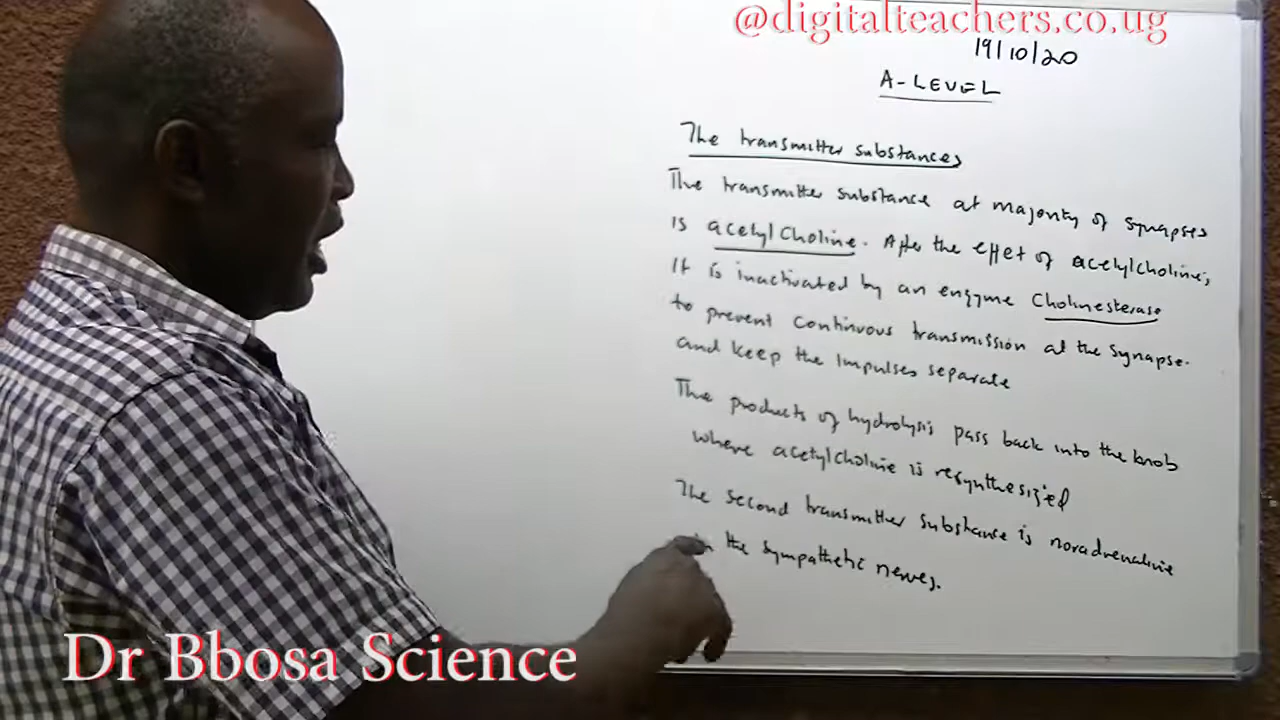 @digitalteachers.co.ug
19/10/20
A-LEVEL
The transmitter substances
The transmitter substance at majority of synapses
is acetylcholine. After the effet of acetylcholine,
It is inactivated by an enzyme Cholinesterase
to prevent continuous transmission at the synapse.
and keep the impulses separate
The products of hydrolysis pass back into the knob
where acetylcholine is resynthesized
The second transmitter substance is noradrenaline
in the sympathetic nerves.
Dr Bbosa Science